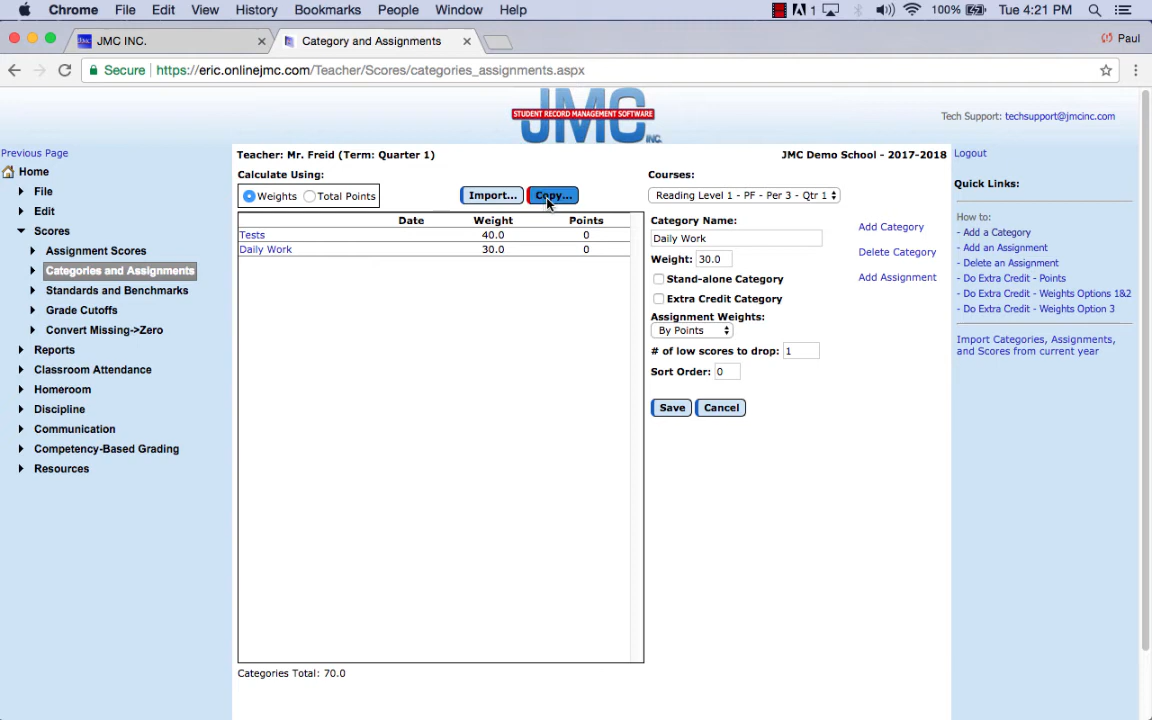 Chrome File Edit View History Bookmarks People Window Help 1 100% Tue 4:21 PM
JMC INC. Category and Assignments Paul
Secure https://eric.onlinejmc.com/Teacher/Scores/categories_assignments.aspx
JMC
STUDENT RECORD MANAGEMENT SOFTWARE
INC.
Tech Support: techsupport@jmcinc.com
Previous Page
Home
File
Edit
Scores
Assignment Scores
Categories and Assignments
Standards and Benchmarks
Grade Cutoffs
Convert Missing->Zero
Reports
Classroom Attendance
Homeroom
Discipline
Communication
Competency-Based Grading
Resources
Teacher: Mr. Freid (Term: Quarter 1) JMC Demo School - 2017-2018
Calculate Using:
Weights Total Points Import... Copy...
Date Weight Points
Tests 40.0 0
Daily Work 30.0 0
Categories Total: 70.0
Courses:
Reading Level 1 - PF - Per 3 - Qtr 1
Category Name:
Daily Work
Weight: 30.0
Stand-alone Category
Extra Credit Category
Assignment Weights:
By Points
# of low scores to drop: 1
Sort Order: 0
Save Cancel
Add Category
Delete Category
Add Assignment
Logout
Quick Links:
How to:
- Add a Category
- Add an Assignment
- Delete an Assignment
- Do Extra Credit - Points
- Do Extra Credit - Weights Options 1&2
- Do Extra Credit - Weights Option 3
Import Categories, Assignments,
and Scores from current year